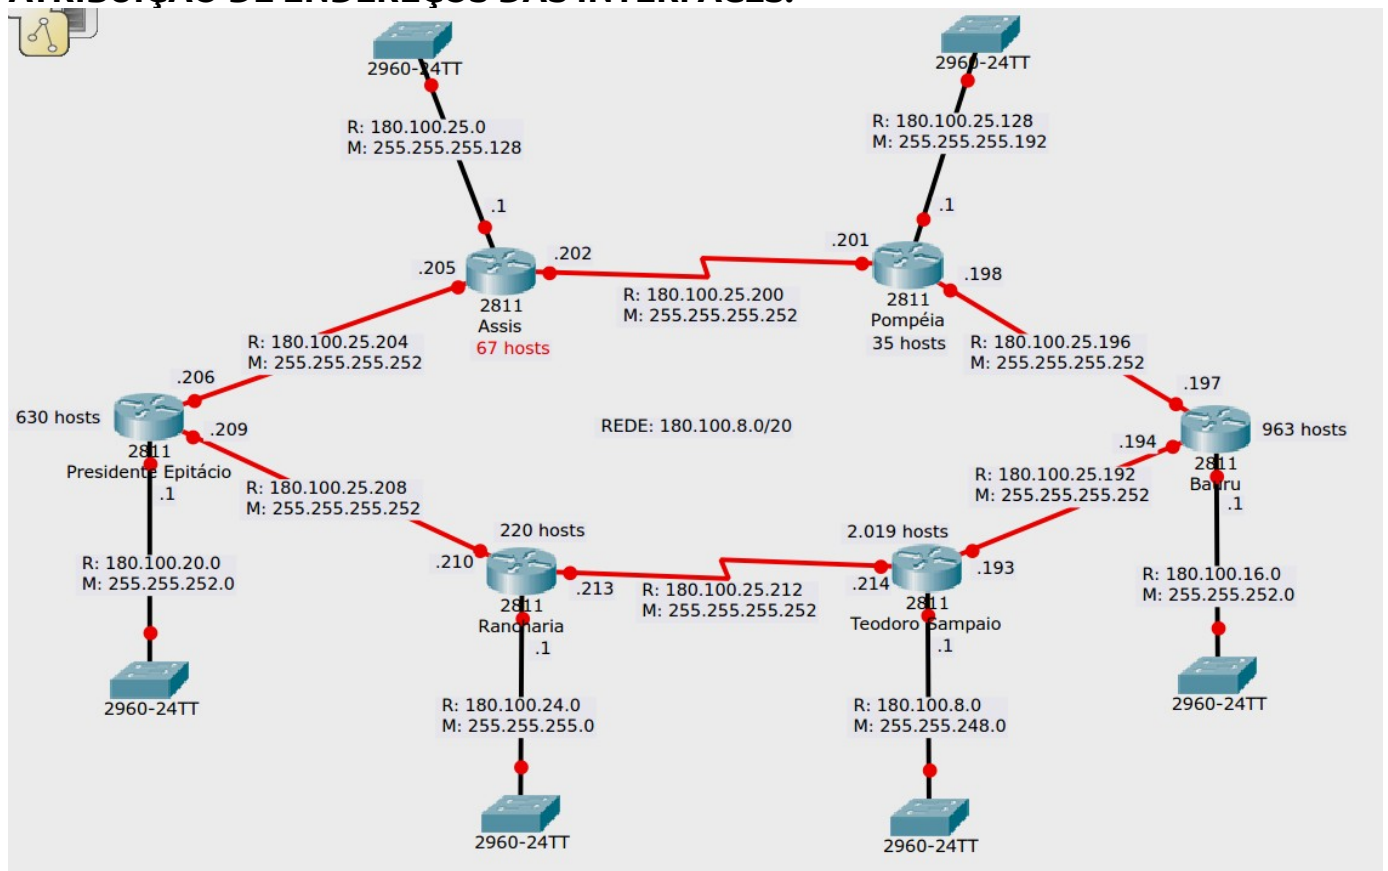 ATRIBUIÇÃO DE ENDEREÇOS DAS INTERFACES:
2960-24TT
2960-24TT
R: 180.100.25.0
M: 255.255.255.128
R: 180.100.25.128
M: 255.255.255.192
.1
.1
.205
.202
.201
.198
2811
Assis
67 hosts
R: 180.100.25.200
M: 255.255.255.252
2811
Pompéia
35 hosts
R: 180.100.25.204
M: 255.255.255.252
R: 180.100.25.196
M: 255.255.255.252
.206
.197
630 hosts
.209
REDE: 180.100.8.0/20
.194
963 hosts
2811
Presidente Epitácio
.1
2811
Bauru
.1
R: 180.100.25.208
M: 255.255.255.252
R: 180.100.25.192
M: 255.255.255.252
220 hosts
2.019 hosts
.210
.213
.214
.193
R: 180.100.20.0
M: 255.255.252.0
R: 180.100.25.212
M: 255.255.255.252
R: 180.100.16.0
M: 255.255.252.0
2811
Rancharia
.1
2811
Teodoro Sampaio
.1
2960-24TT
2960-24TT
R: 180.100.24.0
M: 255.255.255.0
R: 180.100.8.0
M: 255.255.248.0
2960-24TT
2960-24TT